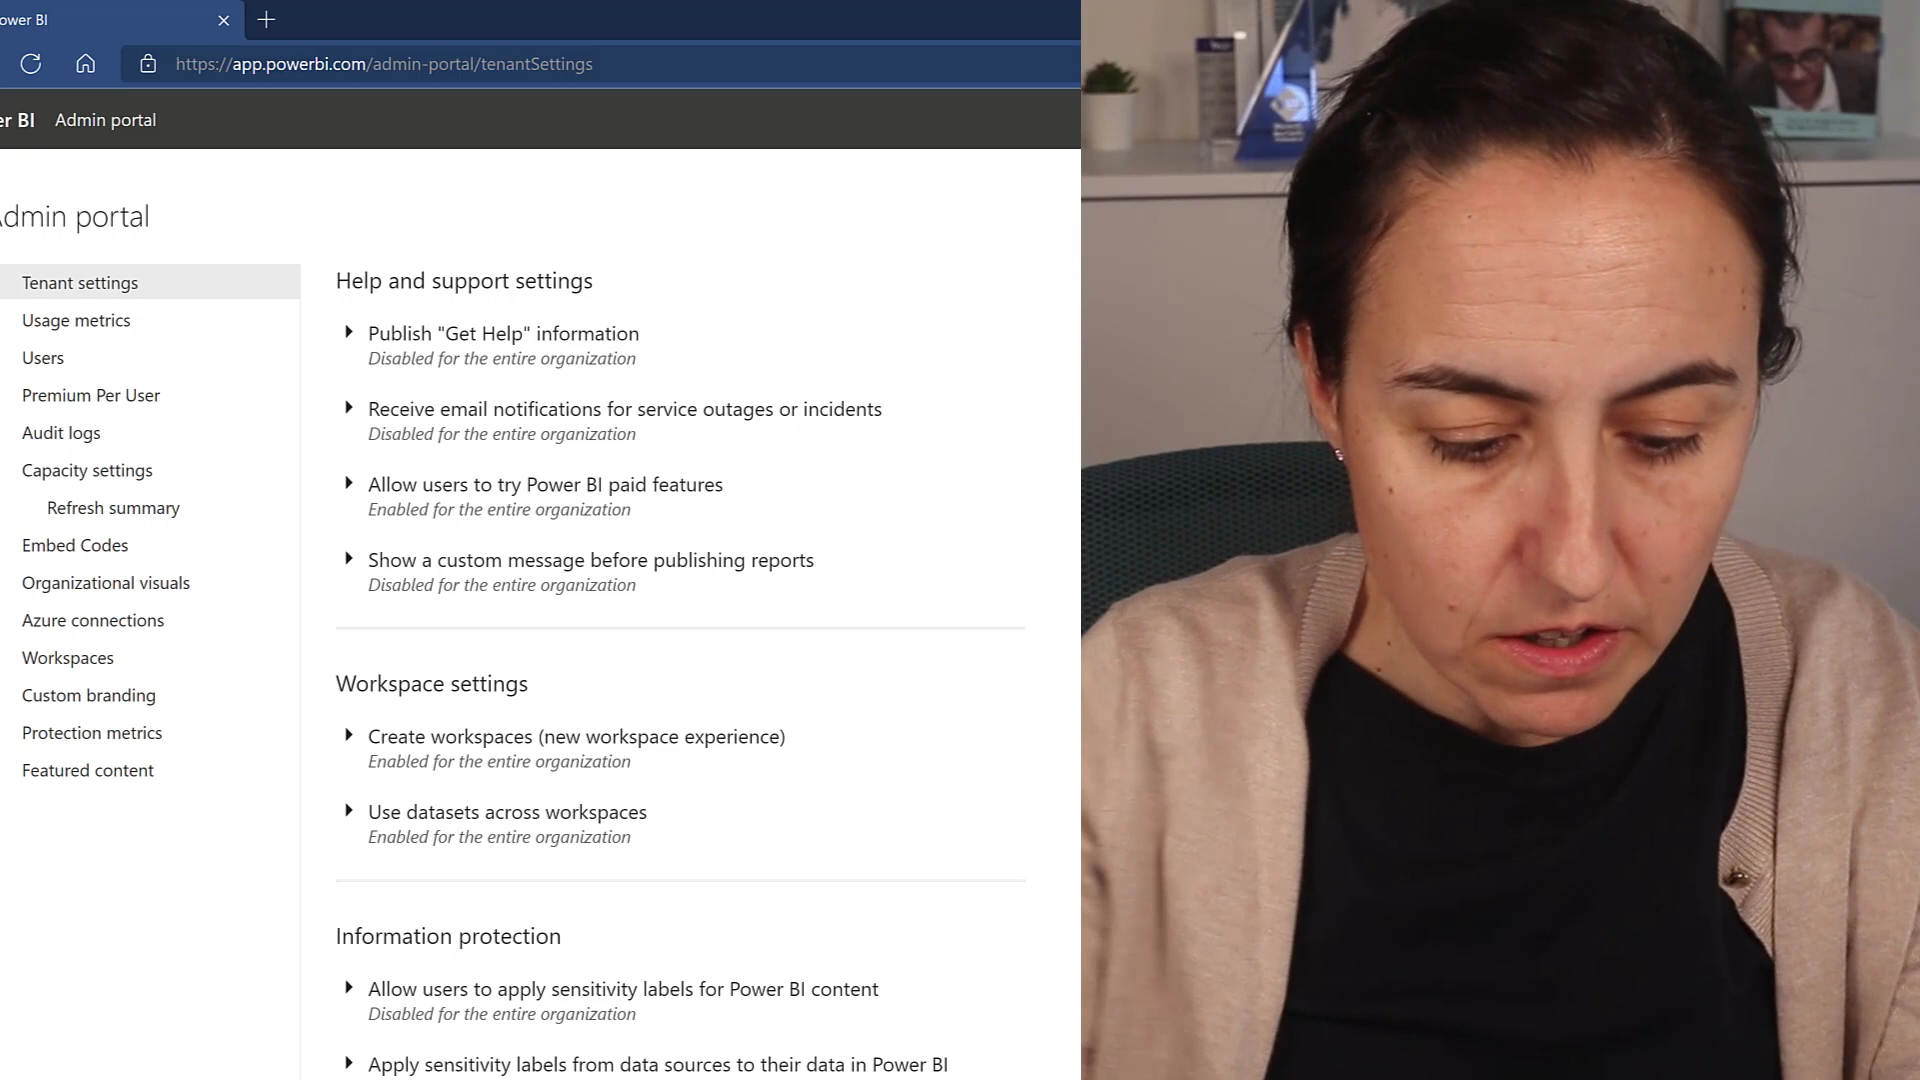 ower BI
https://app.powerbi.com/admin-portal/tenantSettings
er BI Admin portal
Admin portal
Tenant settings
Usage metrics
Users
Premium Per User
Audit logs
Capacity settings
Refresh summary
Embed Codes
Organizational visuals
Azure connections
Workspaces
Custom branding
Protection metrics
Featured content
Help and support settings
Publish "Get Help" information
Disabled for the entire organization
Receive email notifications for service outages or incidents
Disabled for the entire organization
Allow users to try Power BI paid features
Enabled for the entire organization
Show a custom message before publishing reports
Disabled for the entire organization
Workspace settings
Create workspaces (new workspace experience)
Enabled for the entire organization
Use datasets across workspaces
Enabled for the entire organization
Information protection
Allow users to apply sensitivity labels for Power BI content
Disabled for the entire organization
Apply sensitivity labels from data sources to their data in Power BI